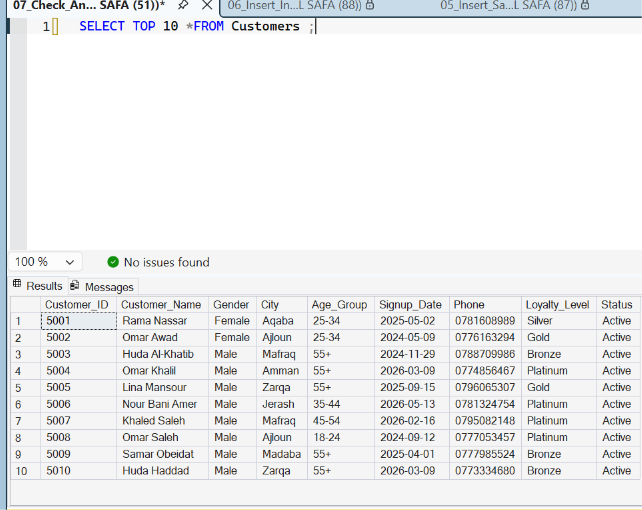 07_Check_An... SAFA (51))*
06_Insert_In...L SAFA (88))
05_Insert_Sa...L SAFA (87))
1 SELECT TOP 10 *FROM Customers ;
100 %
No issues found
Results Messages
Customer_ID Customer_Name Gender City Age_Group Signup_Date Phone Loyalty_Level Status
1 5001 Rama Nassar Female Aqaba 25-34 2025-05-02 0781608989 Silver Active
2 5002 Omar Awad Female Ajloun 25-34 2024-05-09 0776163294 Gold Active
3 5003 Huda Al-Khatib Male Mafraq 55+ 2024-11-29 0788709986 Bronze Active
4 5004 Omar Khalil Male Amman 55+ 2026-03-09 0774856467 Platinum Active
5 5005 Lina Mansour Male Zarqa 55+ 2025-09-15 0796065307 Gold Active
6 5006 Nour Bani Amer Male Jerash 35-44 2026-05-13 0781324754 Platinum Active
7 5007 Khaled Saleh Male Mafraq 45-54 2026-02-16 0795082148 Platinum Active
8 5008 Omar Saleh Male Ajloun 18-24 2024-09-12 0777053457 Platinum Active
9 5009 Samar Obeidat Male Madaba 55+ 2025-04-01 0777985524 Bronze Active
10 5010 Huda Haddad Male Zarqa 55+ 2026-03-09 0773334680 Bronze Active